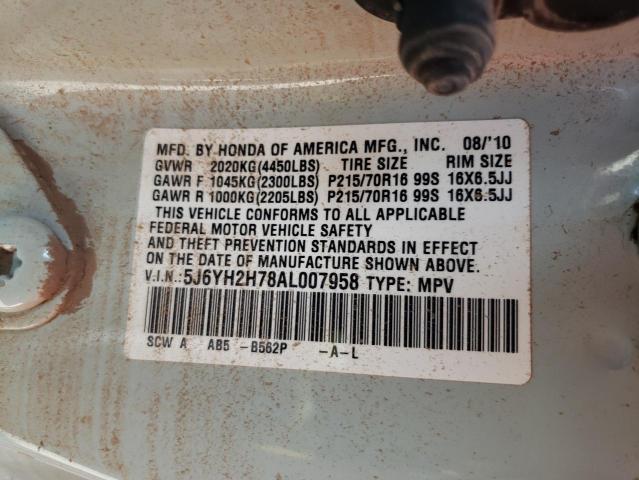 MFD. BY HONDA OF AMERICA MFG., INC. 08/'10
GVWR 2020KG(4450LBS) TIRE SIZE RIM SIZE
GAWR F 1045KG(2300LBS) P215/70R16 99S 16X6.5JJ
GAWR R 1000KG(2205LBS) P215/70R16 99S 16X6.5JJ
THIS VEHICLE CONFORMS TO ALL APPLICABLE
FEDERAL MOTOR VEHICLE SAFETY
AND THEFT PREVENTION STANDARDS IN EFFECT
ON THE DATE OF MANUFACTURE SHOWN ABOVE.
V.I.N.:5J6YH2H78AL007958 TYPE: MPV
SCW A AB5 -B562P -A-L